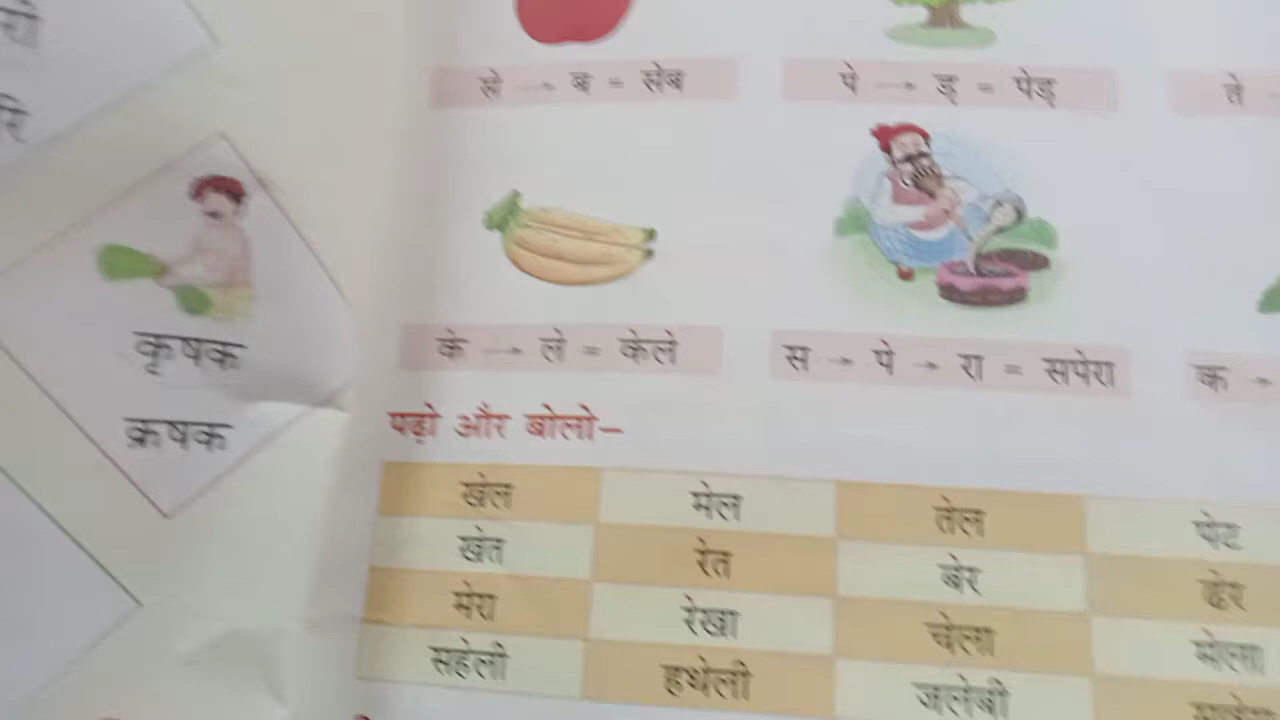 रो
रि
कृषक
क्रषक
से → ब = सेब
पे → ड़ = पेड़
ते
के → ले = केले
स → पे → रा = सपेरा
क →
पढ़ो और बोलो–
खेल मेल तेल पेट
खेत रेत बेर ढेर
मेरा रेखा चेला मेला
सहेली हथेली जलेबी